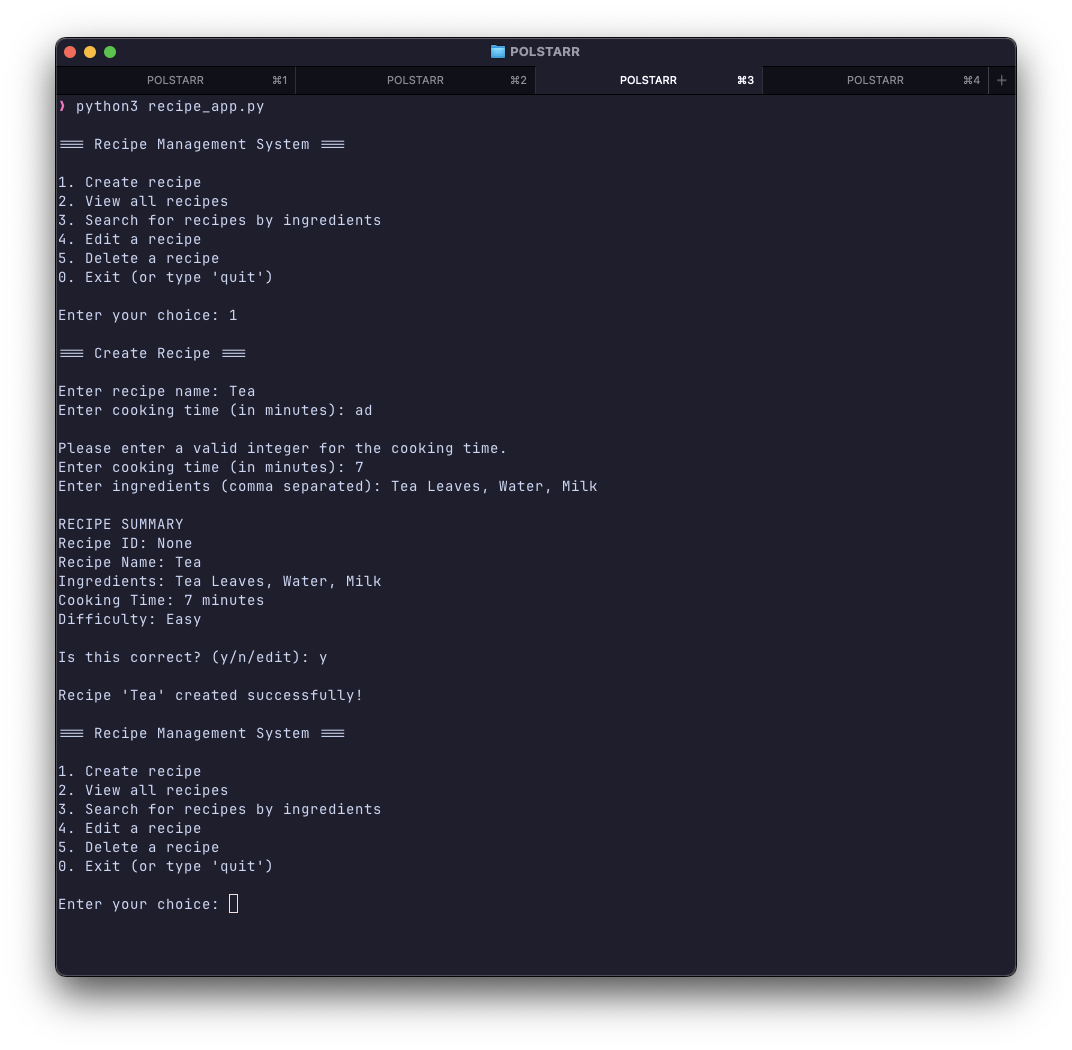 POLSTARR
POLSTARR ⌘1 POLSTARR ⌘2 POLSTARR ⌘3 POLSTARR ⌘4 +
❱ python3 recipe_app.py
=== Recipe Management System ===
1. Create recipe
2. View all recipes
3. Search for recipes by ingredients
4. Edit a recipe
5. Delete a recipe
0. Exit (or type 'quit')
Enter your choice: 1
=== Create Recipe ===
Enter recipe name: Tea
Enter cooking time (in minutes): ad
Please enter a valid integer for the cooking time.
Enter cooking time (in minutes): 7
Enter ingredients (comma separated): Tea Leaves, Water, Milk
RECIPE SUMMARY
Recipe ID: None
Recipe Name: Tea
Ingredients: Tea Leaves, Water, Milk
Cooking Time: 7 minutes
Difficulty: Easy
Is this correct? (y/n/edit): y
Recipe 'Tea' created successfully!
=== Recipe Management System ===
1. Create recipe
2. View all recipes
3. Search for recipes by ingredients
4. Edit a recipe
5. Delete a recipe
0. Exit (or type 'quit')
Enter your choice: